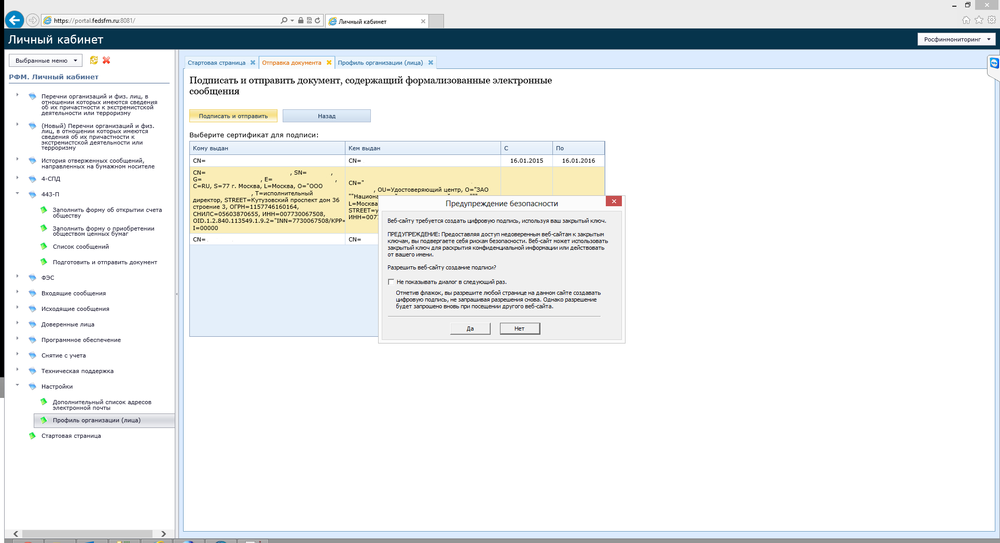 https://portal.fedsfm.ru:8081/
Личный кабинет
Личный кабинет
Росфинмониторинг
Выбранные меню
РФМ. Личный кабинет
Перечни организаций и физ. лиц, в
отношении которых имеются сведения
об их причастности к экстремистской
деятельности или терроризму
(Новый) Перечни организаций и физ.
лиц, в отношении которых имеются
сведения об их причастности к
экстремистской деятельности или
терроризму
История отверженных сообщений,
направленных на бумажном носителе
4-СПД
443-П
Заполнить форму об открытии счета
обществу
Заполнить форму о приобретении
обществом ценных бумаг
Список сообщений
Подготовить и отправить документ
ФЭС
Входящие сообщения
Исходящие сообщения
Доверенные лица
Программное обеспечение
Снятие с учета
Техническая поддержка
Настройки
Дополнительный список адресов
электронной почты
Профиль организации (лица)
Стартовая страница
Стартовая страница
Отправка документа
Профиль организации (лица)
Подписать и отправить документ, содержащий формализованные электронные
сообщения
Подписать и отправить
Назад
Выберите сертификат для подписи:
Кому выдан
Кем выдан
С
По
CN=
CN=
16.01.2015
16.01.2016
CN= , SN= ,
G= , E= ,
C=RU, S=77 г. Москва, L=Москва, O="ООО
, T=исполнительный
директор, STREET=Кутузовский проспект дом 36
строение 3, ОГРН=1157746160164,
СНИЛС=05603870655, ИНН=007730067508,
OID.1.2.840.113549.1.9.2="INN=7730067508/KPP=
I=00000
CN="
, OU=Удостоверяющий центр, O="ЗАО
L=Москва
CN=
CN=
Предупреждение безопасности
Веб-сайту требуется создать цифровую подпись, используя ваш закрытый ключ.
ПРЕДУПРЕЖДЕНИЕ: Предоставляя доступ недоверенным веб-сайтам к закрытым
ключам, вы подвергаете себя рискам безопасности. Веб-сайт может использовать
закрытый ключ для раскрытия конфиденциальной информации или действовать
от вашего имени.
Разрешить веб-сайту создание подписи?
Не показывать диалог в следующий раз.
Отметив флажок, вы разрешите любой странице на данном сайте создавать
цифровую подпись, не запрашивая разрешения снова. Однако разрешение
будет запрошено вновь при посещении другого веб-сайта.
Да
Нет